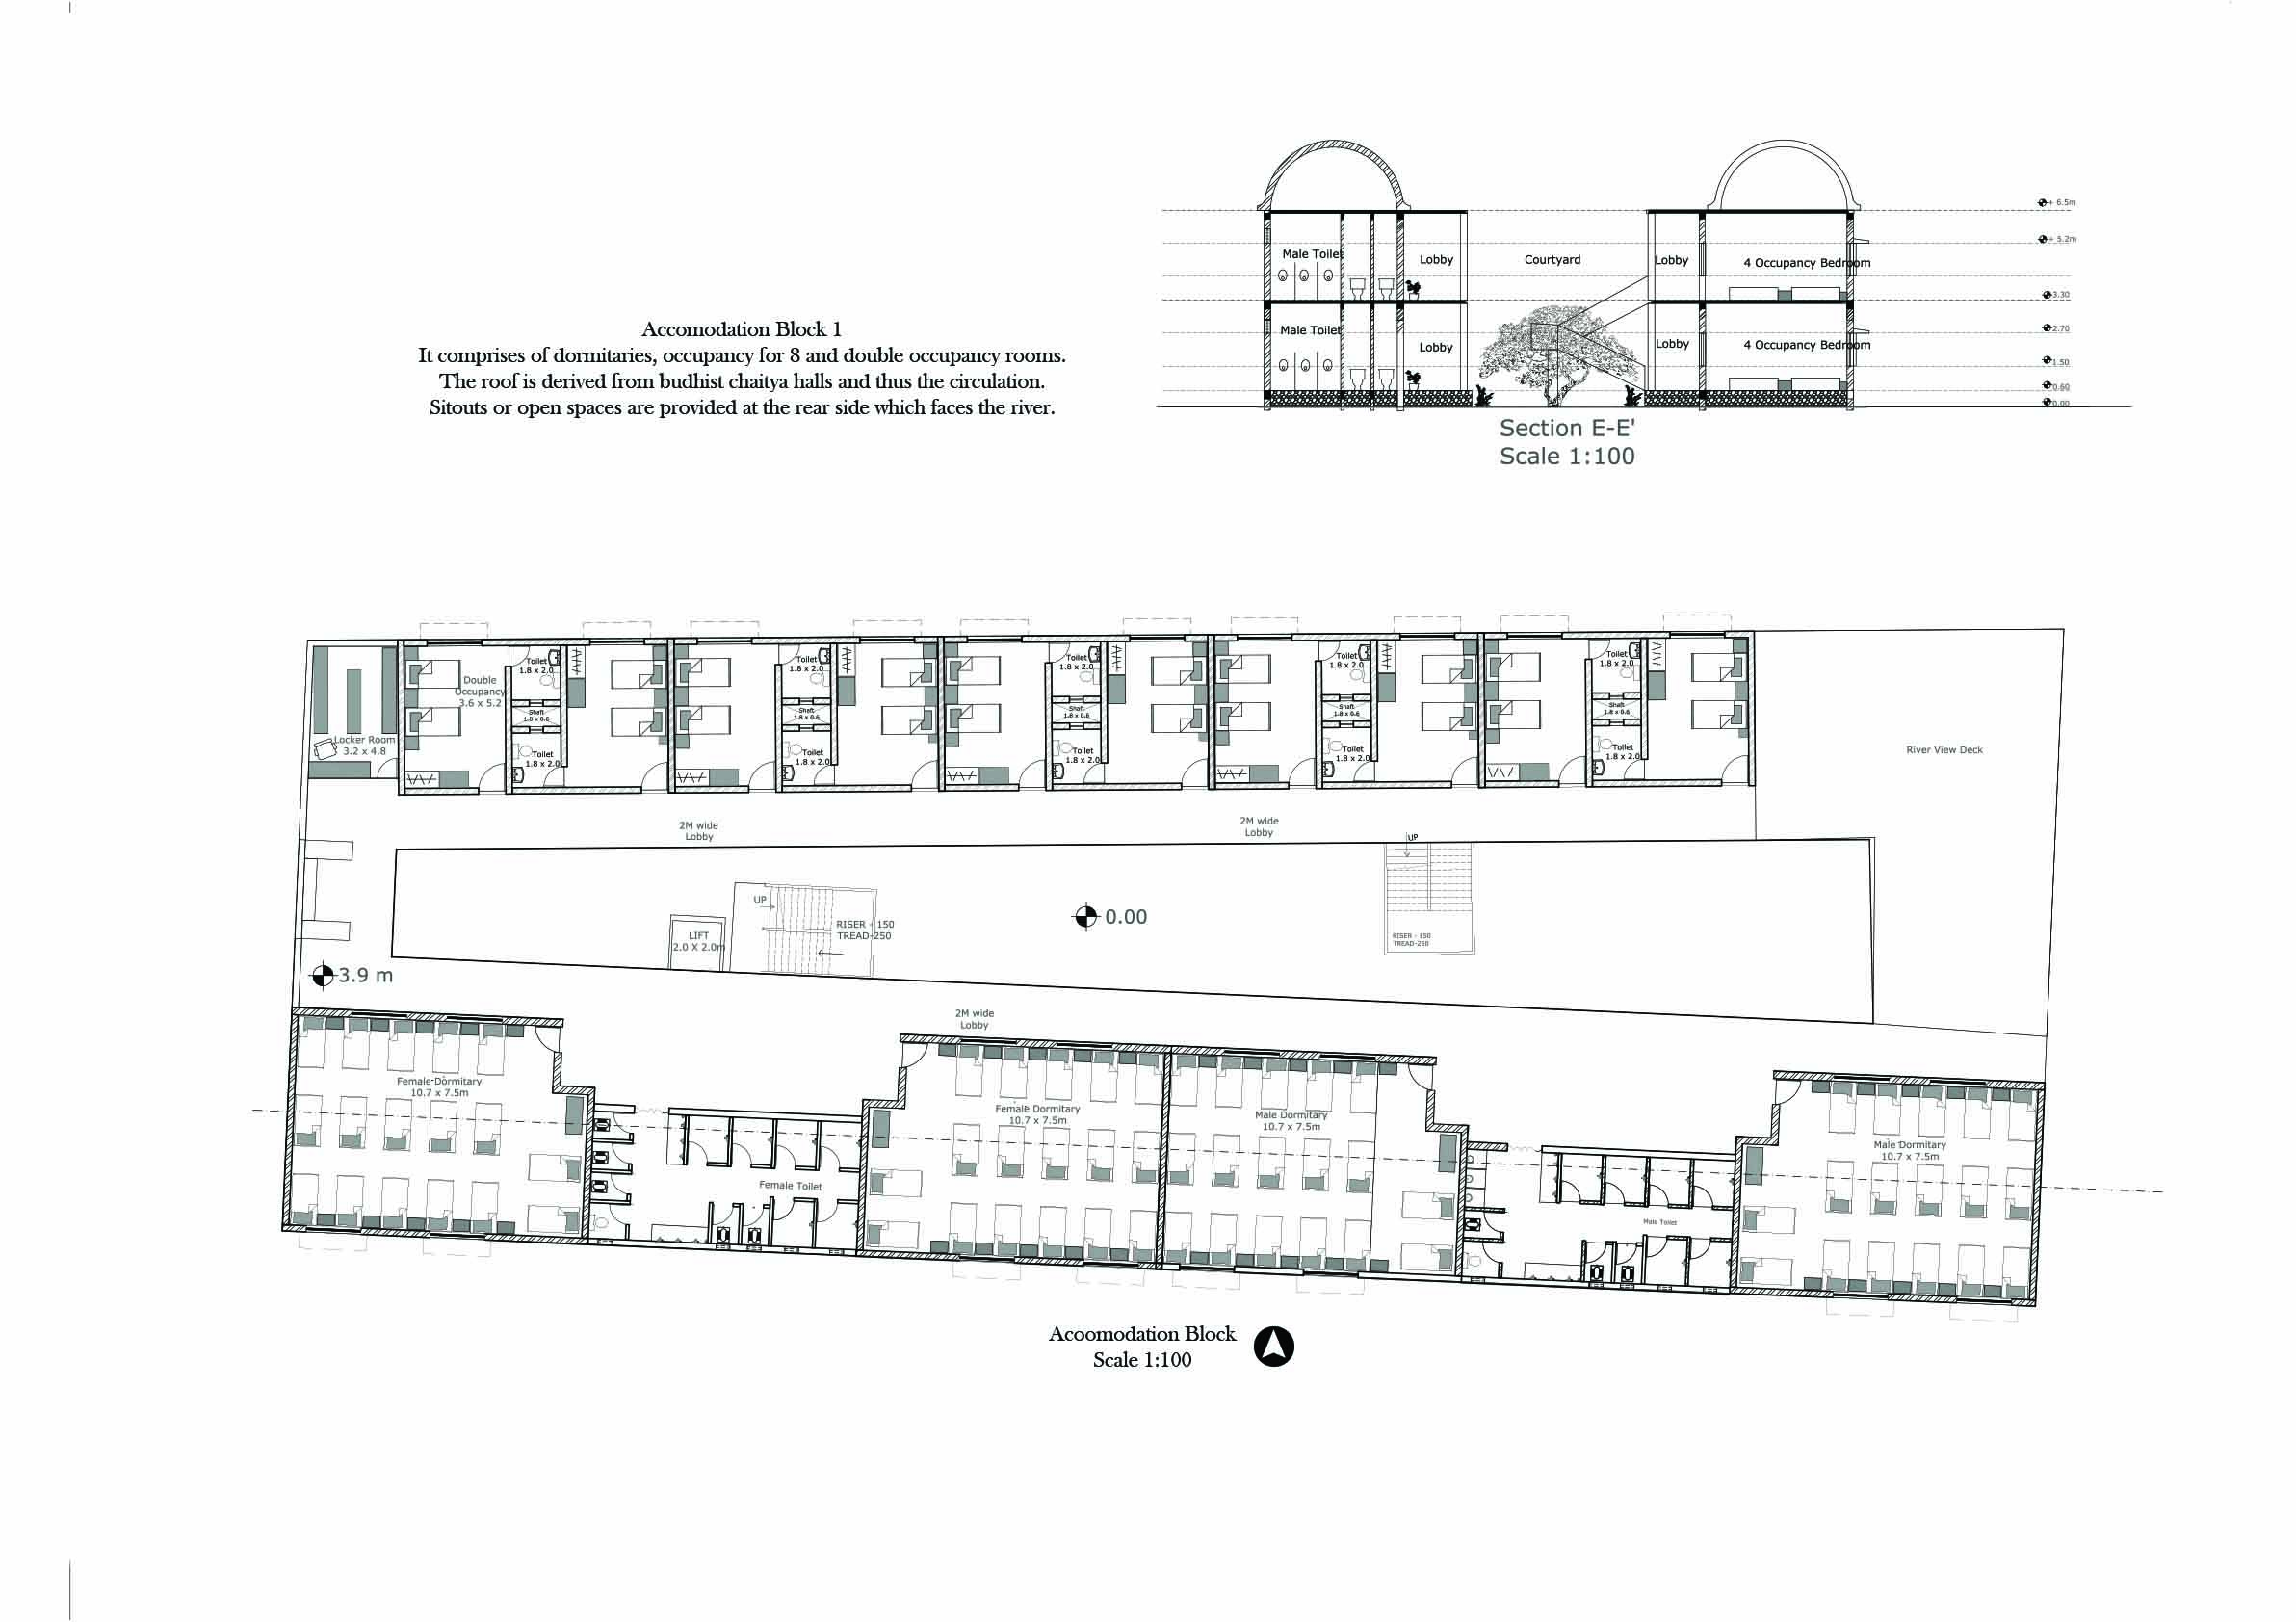 + 6.5m
+ 5.2m
Male Toilet
Lobby
Courtyard
Lobby
4 Occupancy Bedroom
3.30
Male Toilet
Lobby
Lobby
4 Occupancy Bedroom
2.70
1.50
0.60
0.00
Section E-E'
Scale 1:100
Accomodation Block 1
It comprises of dormitaries, occupancy for 8 and double occupancy rooms.
The roof is derived from budhist chaitya halls and thus the circulation.
Sitouts or open spaces are provided at the rear side which faces the river.
Double
Occupancy
3.6 x 5.2
Toilet
1.8 x 2.0
Shaft
1.8 x 0.6
Toilet
1.8 x 2.0
Toilet
1.8 x 2.0
Shaft
1.8 x 0.6
Toilet
1.8 x 2.0
Toilet
1.8 x 2.0
Shaft
1.8 x 0.6
Toilet
1.8 x 2.0
Toilet
1.8 x 2.0
Shaft
1.8 x 0.6
Toilet
1.8 x 2.0
Toilet
1.8 x 2.0
Shaft
1.8 x 0.6
Toilet
1.8 x 2.0
Locker Room
3.2 x 4.8
River View Deck
2M wide
Lobby
2M wide
Lobby
UP
UP
RISER - 150
TREAD-250
LIFT
2.0 X 2.0m
0.00
RISER - 150
TREAD-250
3.9 m
2M wide
Lobby
Female Dormitary
10.7 x 7.5m
Female Dormitary
10.7 x 7.5m
Male Dormitary
10.7 x 7.5m
Male Dormitary
10.7 x 7.5m
Female Toilet
Male Toilet
Acoomodation Block
Scale 1:100